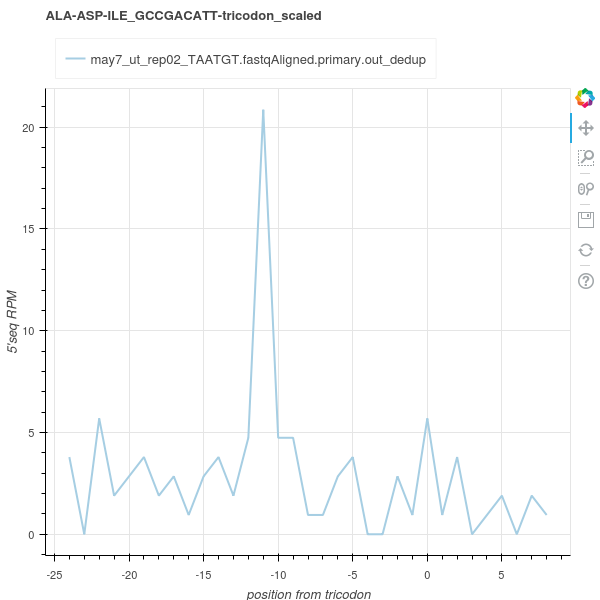 ALA-ASP-ILE_GCCGACATT-tricodon_scaled
may7_ut_rep02_TAATGT.fastqAligned.primary.out_dedup
20
15
10
5
0
5'seq RPM
-25 -20 -15 -10 -5 0 5
position from tricodon